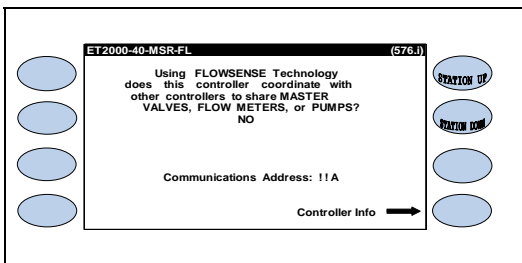 ET2000-40-MSR-FL (576.i)
Using FLOWSENSE Technology
does this controller coordinate with
other controllers to share MASTER
VALVES, FLOW METERS, or PUMPS?
NO
Communications Address: !!A
Controller Info
STATION UP
STATION DOWN